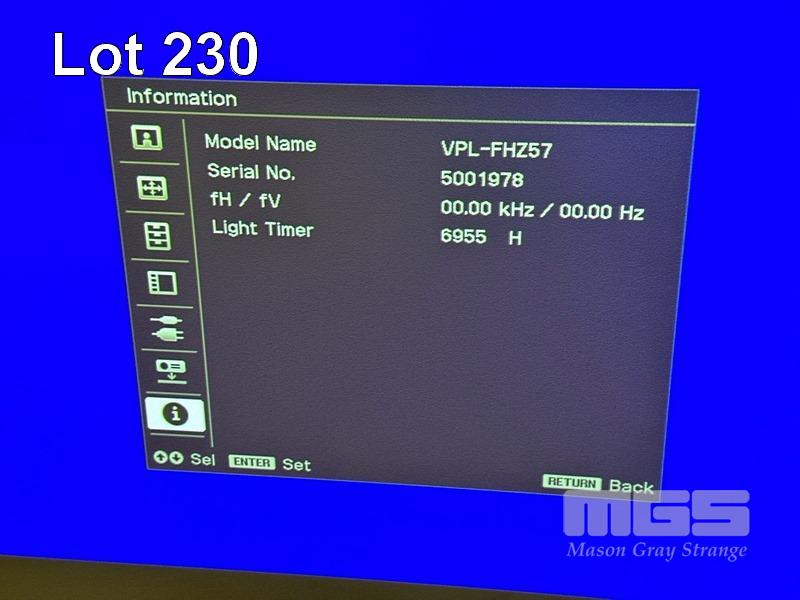 Lot 230
Information
Model Name VPL-FHZ57
Serial No. 5001978
fH / fV 00.00 kHz / 00.00 Hz
Light Timer 6955 H
Sel ENTER Set
RETURN Back
MGS
Mason Gray Strange